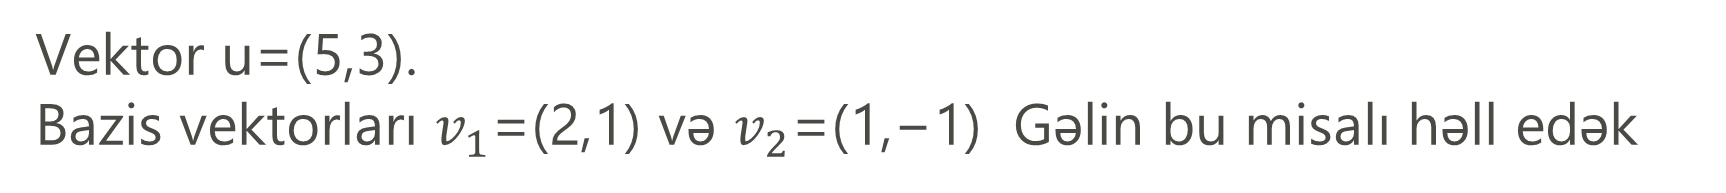 Vektor u=(5,3).
Bazis vektorları 𝑣₁=(2,1) və 𝑣₂=(1,−1) Gəlin bu misalı həll edək